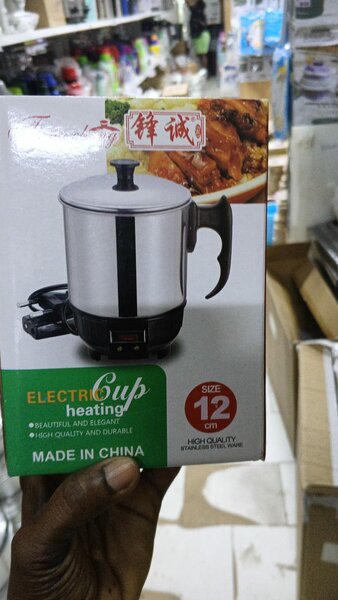 锋诚®
ELECTRIC Cup
heating
●BEAUTIFUL AND ELEGANT
●HIGH QUALITY AND DURABLE
MADE IN CHINA
SIZE
12
cm
HIGH QUALITY
STAINLESS STEEL WARE